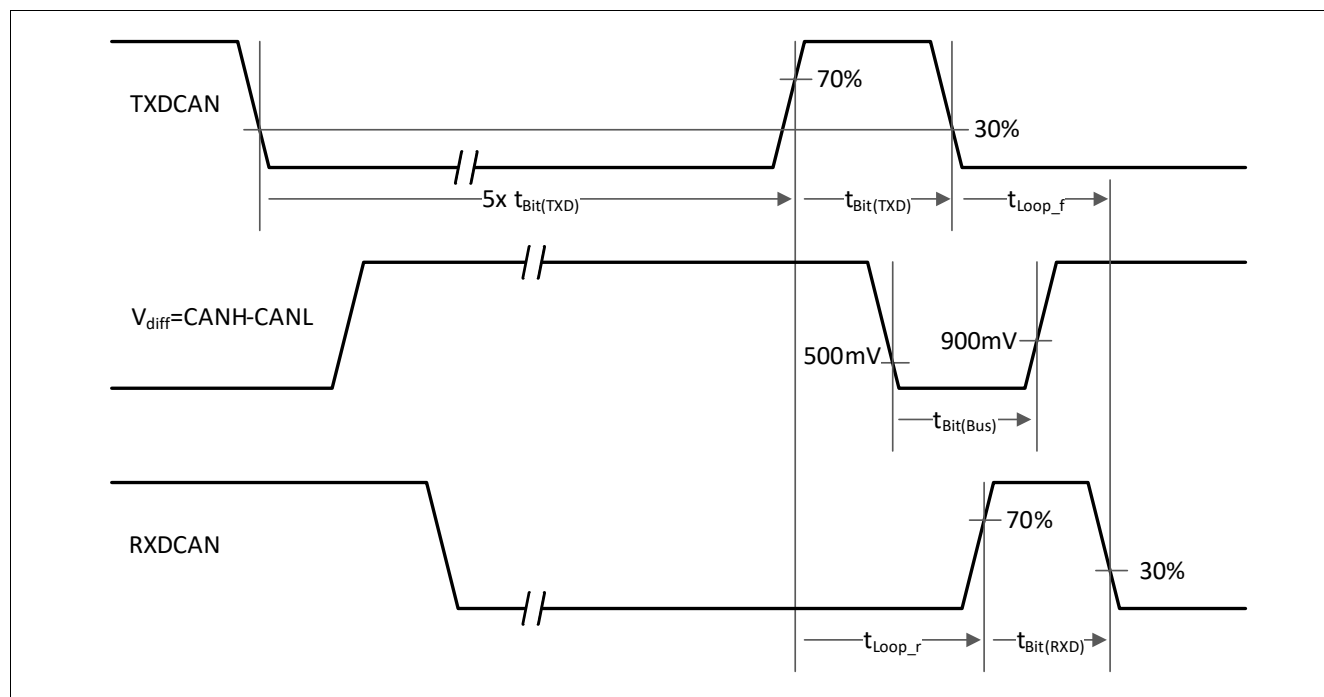 TXDCAN
70%
30%
5x tBit(TXD)
tBit(TXD)
tLoop_f
Vdiff=CANH-CANL
500mV
900mV
tBit(Bus)
RXDCAN
70%
30%
tLoop_r
tBit(RXD)